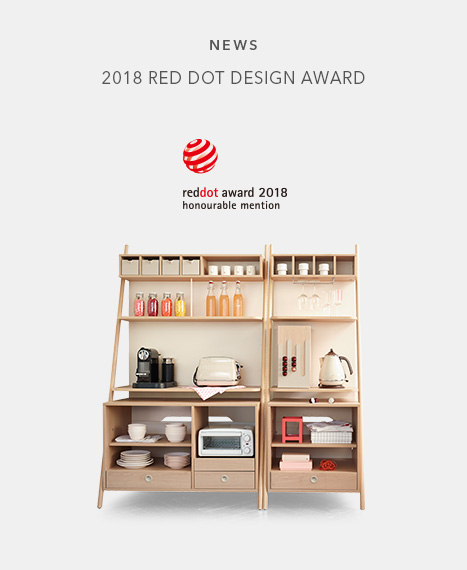 NEWS
2018 RED DOT DESIGN AWARD
reddot award 2018
honourable mention